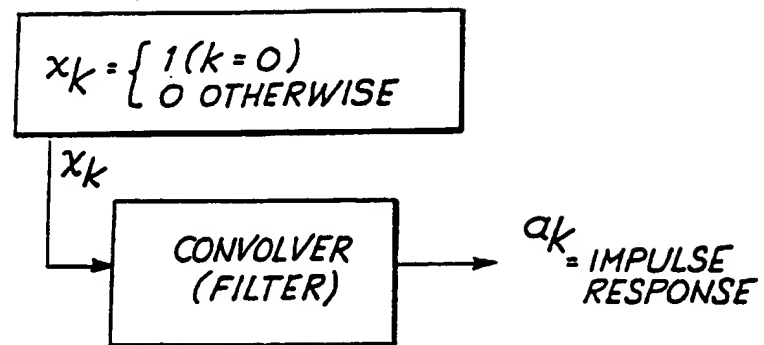 xk = { 1 (k = 0)
0 OTHERWISE
xk
CONVOLVER
(FILTER)
ak
= IMPULSE
RESPONSE